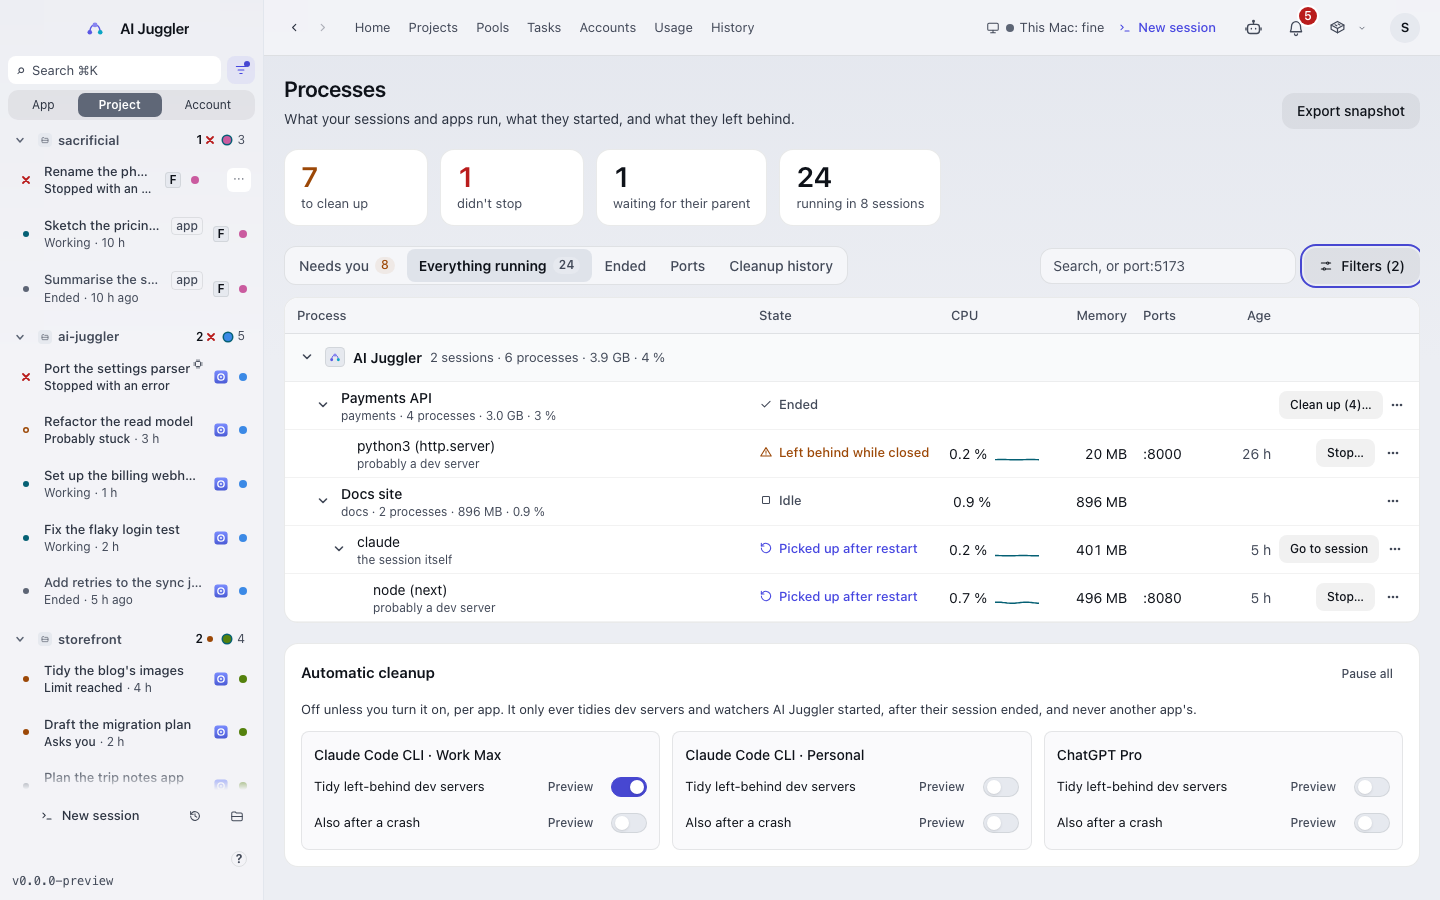 AI Juggler
Search ⌘K
App Project Account
sacrificial 1 3
Rename the ph... F
Stopped with an ...
Sketch the pricin... app F
Working · 10 h
Summarise the s... app F
Ended · 10 h ago
ai-juggler 2 5
Port the settings parser
Stopped with an error
Refactor the read model
Probably stuck · 3 h
Set up the billing webh...
Working · 1 h
Fix the flaky login test
Working · 2 h
Add retries to the sync j...
Ended · 5 h ago
storefront 2 4
Tidy the blog's images
Limit reached · 4 h
Draft the migration plan
Asks you · 2 h
Plan the trip notes app
New session
?
v0.0.0-preview
Home Projects Pools Tasks Accounts Usage History
This Mac: fine New session 5 S
Processes
What your sessions and apps run, what they started, and what they left behind.
Export snapshot
7
to clean up
1
didn't stop
1
waiting for their parent
24
running in 8 sessions
Needs you 8 Everything running 24 Ended Ports Cleanup history
Search, or port:5173 Filters (2)
Process State CPU Memory Ports Age
AI Juggler 2 sessions · 6 processes · 3.9 GB · 4 %
Payments API Ended Clean up (4)...
payments · 4 processes · 3.0 GB · 3 %
python3 (http.server) Left behind while closed 0.2 % 20 MB :8000 26 h Stop...
probably a dev server
Docs site Idle 0.9 % 896 MB
docs · 2 processes · 896 MB · 0.9 %
claude Picked up after restart 0.2 % 401 MB 5 h Go to session
the session itself
node (next) Picked up after restart 0.7 % 496 MB :8080 5 h Stop...
probably a dev server
Automatic cleanup Pause all
Off unless you turn it on, per app. It only ever tidies dev servers and watchers AI Juggler started, after their session ended, and never another app's.
Claude Code CLI · Work Max
Tidy left-behind dev servers Preview
Also after a crash Preview
Claude Code CLI · Personal
Tidy left-behind dev servers Preview
Also after a crash Preview
ChatGPT Pro
Tidy left-behind dev servers Preview
Also after a crash Preview